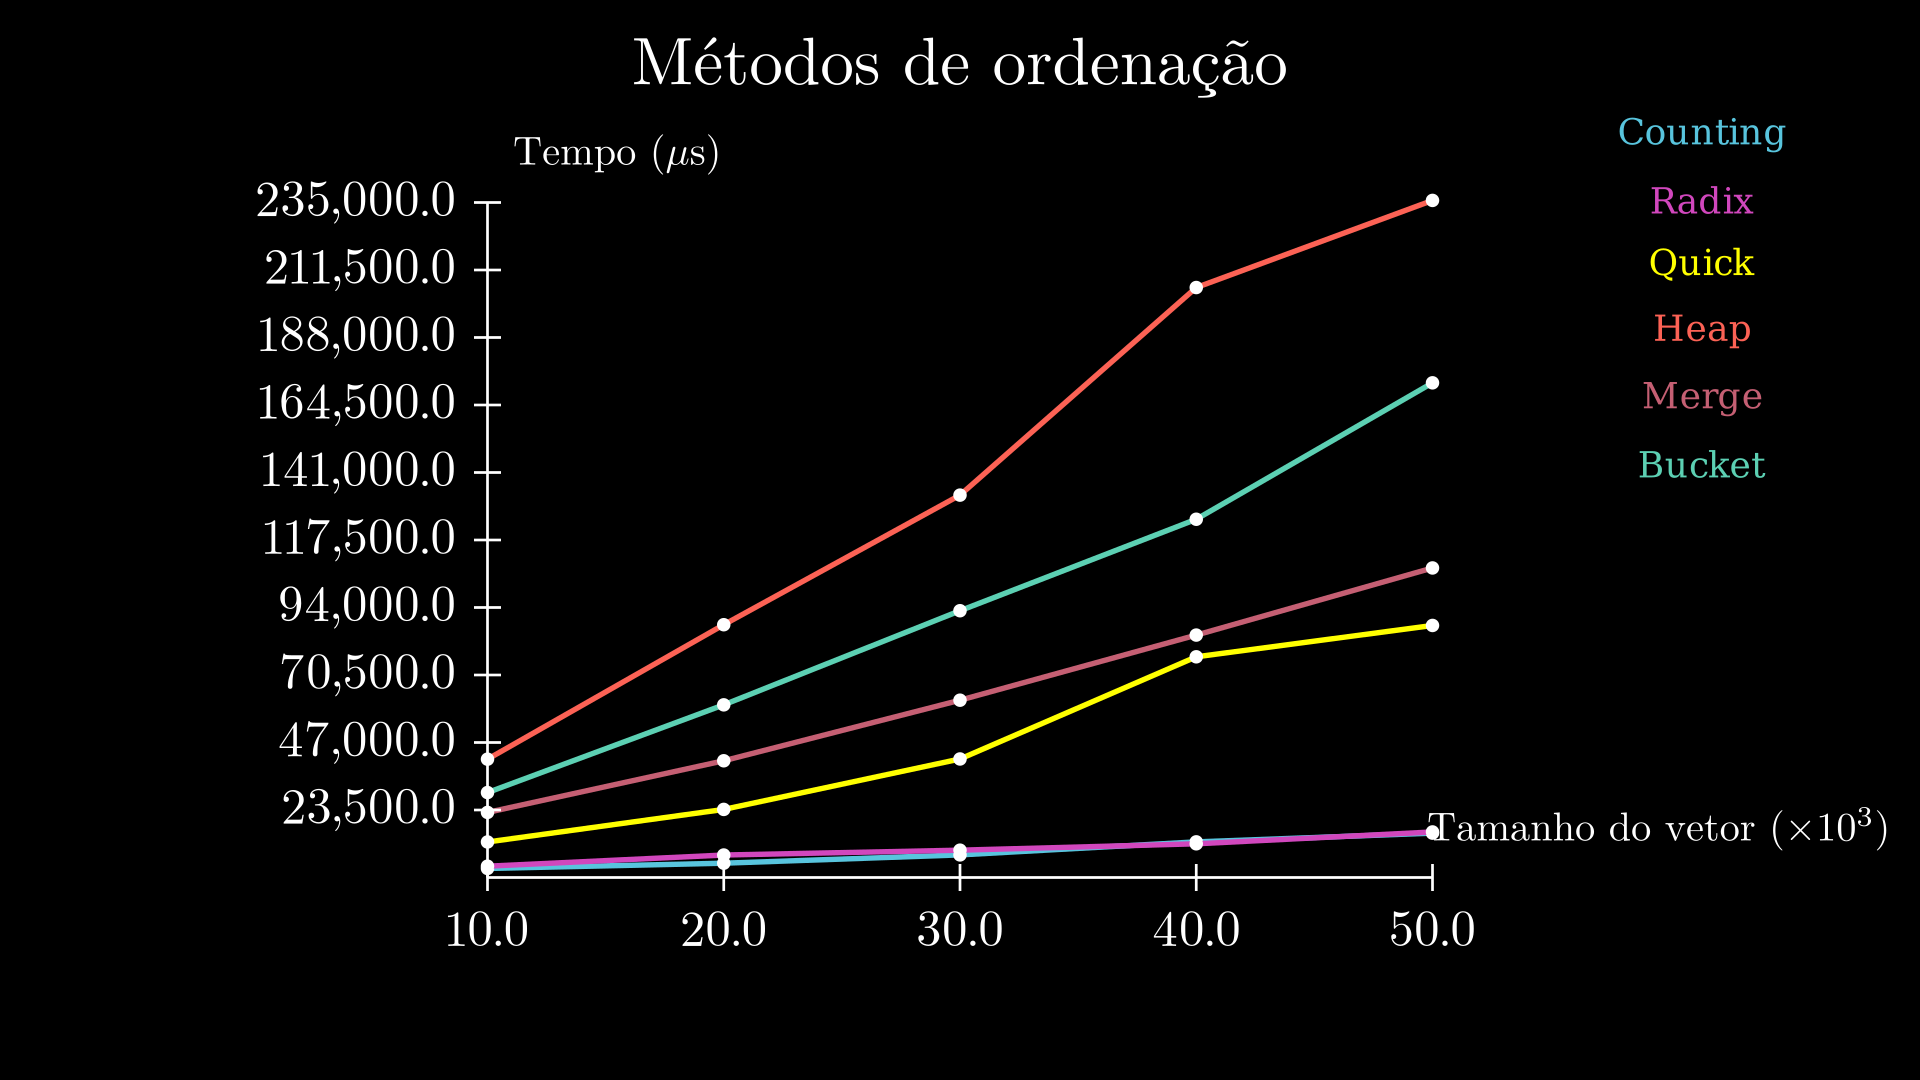 Métodos de ordenação
Tempo (μs)
235,000.0
211,500.0
188,000.0
164,500.0
141,000.0
117,500.0
94,000.0
70,500.0
47,000.0
23,500.0
10.0 20.0 30.0 40.0 50.0
Tamanho do vetor (×10³)
Counting
Radix
Quick
Heap
Merge
Bucket